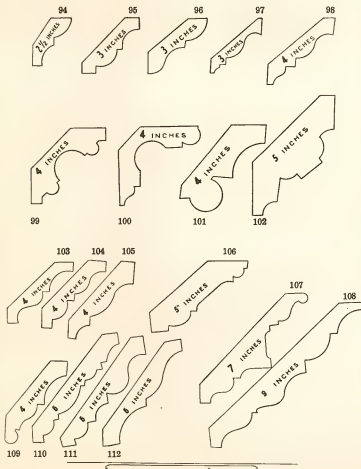 94 95 96 97 98
2½ INCHES
3 INCHES
3 INCHES
3 INCHES
4 INCHES
4 INCHES
4 INCHES
4 INCHES
5 INCHES
99 100 101 102
103 104 105 106
4 INCHES
4 INCHES
4 INCHES
5" INCHES
107 108
7 INCHES
9 INCHES
4 INCHES
6 INCHES
6 INCHES
6 INCHES
109 110 111 112